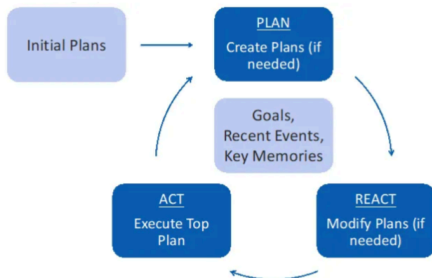 Initial Plans
PLAN
Create Plans (if
needed)
Goals,
Recent Events,
Key Memories
ACT
Execute Top
Plan
REACT
Modify Plans (if
needed)